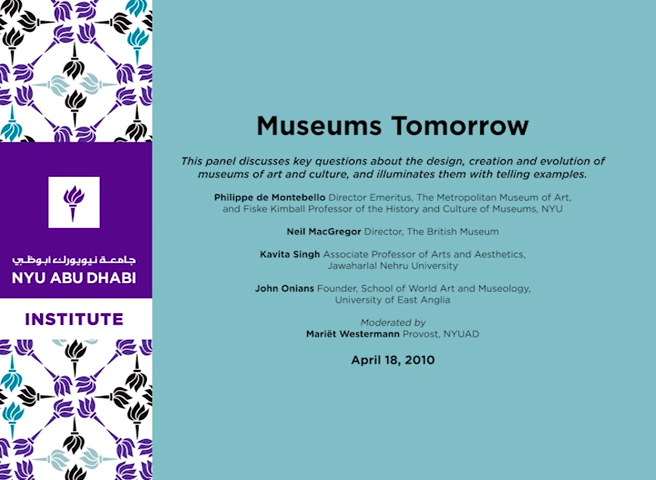 جامعـة نيويورك أبوظبي
NYU ABU DHABI
INSTITUTE
Museums Tomorrow
This panel discusses key questions about the design, creation and evolution of
museums of art and culture, and illuminates them with telling examples.
Philippe de Montebello Director Emeritus, The Metropolitan Museum of Art,
and Fiske Kimball Professor of the History and Culture of Museums, NYU
Neil MacGregor Director, The British Museum
Kavita Singh Associate Professor of Arts and Aesthetics,
Jawaharlal Nehru University
John Onians Founder, School of World Art and Museology,
University of East Anglia
Moderated by
Mariët Westermann Provost, NYUAD
April 18, 2010